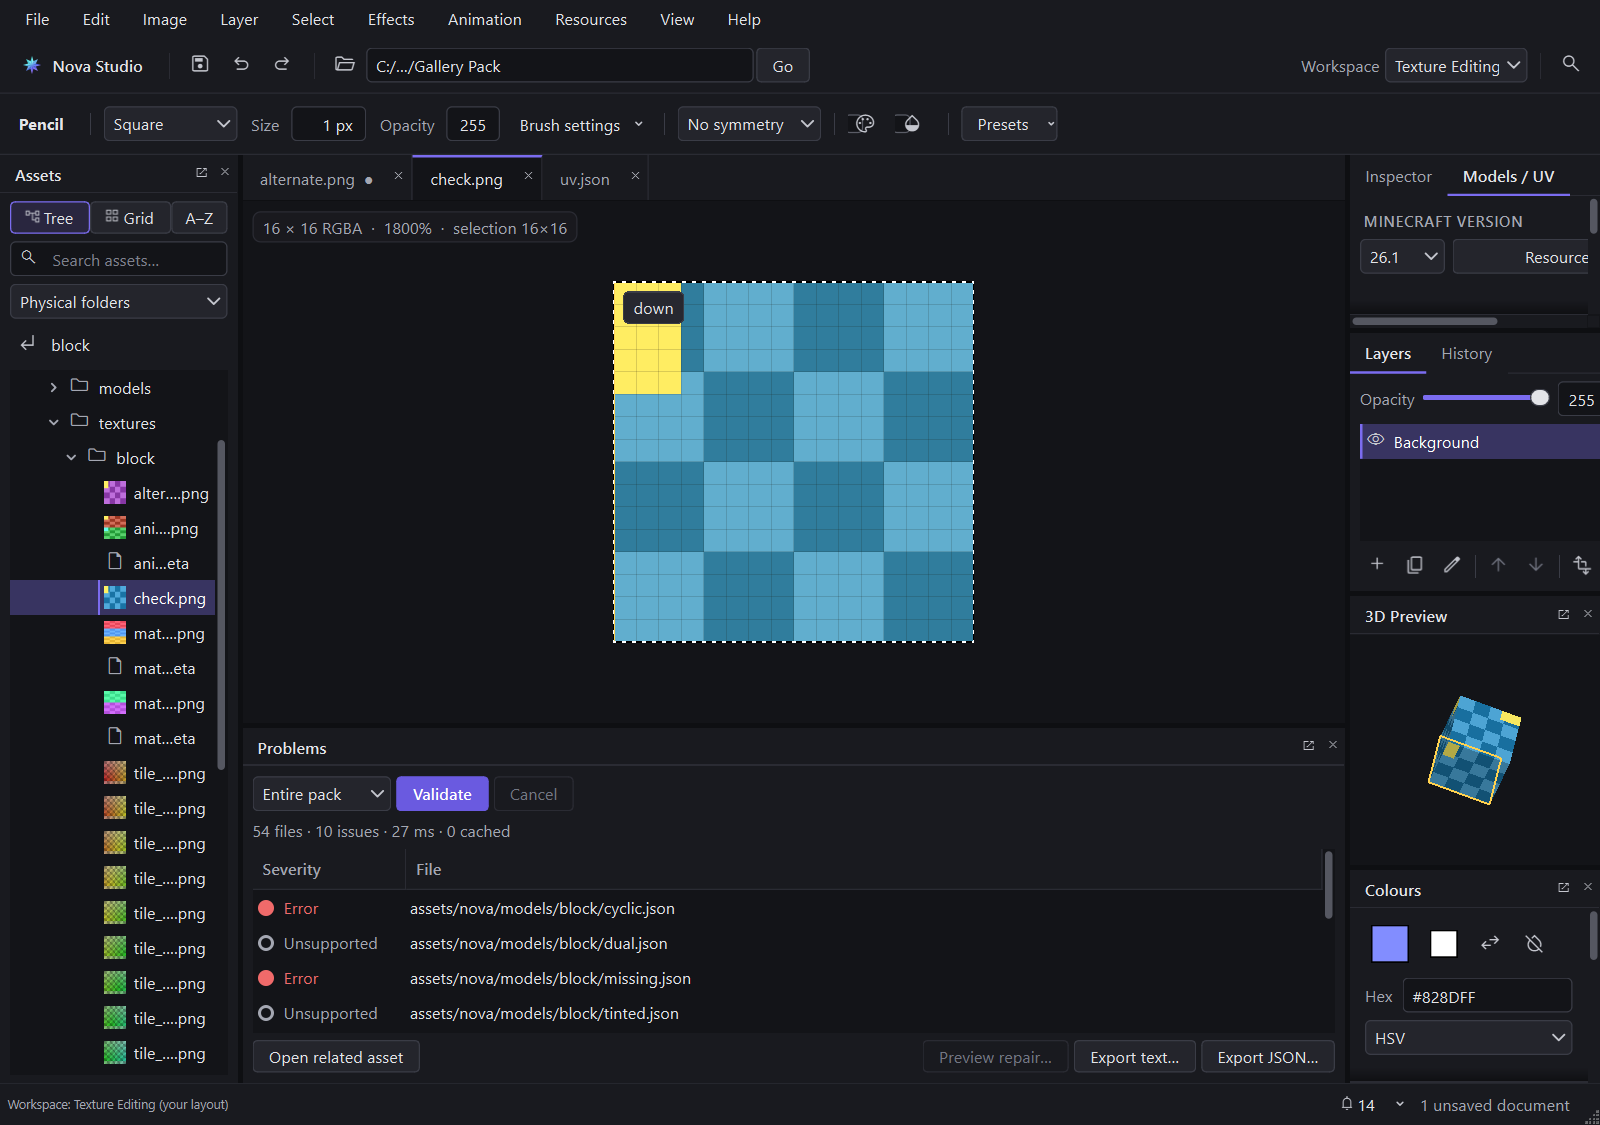 File Edit Image Layer Select Effects Animation Resources View Help
Nova Studio C:/.../Gallery Pack Go Workspace Texture Editing
Pencil Square Size 1 px Opacity 255 Brush settings No symmetry Presets
Assets
Tree Grid A–Z
Search assets...
Physical folders
block
models
textures
block
alter....png
ani....png
ani...eta
check.png
mat...png
mat...eta
mat...png
mat...eta
tile_....png
tile_....png
tile_....png
tile_....png
tile_....png
tile_....png
tile_....png
tile_....png
tile_....png
alternate.png check.png uv.json
16 × 16 RGBA · 1800% · selection 16×16
down
Problems
Entire pack Validate Cancel
54 files · 10 issues · 27 ms · 0 cached
Severity File
Error assets/nova/models/block/cyclic.json
Unsupported assets/nova/models/block/dual.json
Error assets/nova/models/block/missing.json
Unsupported assets/nova/models/block/tinted.json
Open related asset Preview repair... Export text... Export JSON...
Inspector Models / UV
MINECRAFT VERSION
26.1 Resource
Layers History
Opacity 255
Background
3D Preview
Colours
Hex #828DFF
HSV
Workspace: Texture Editing (your layout) 14 1 unsaved document